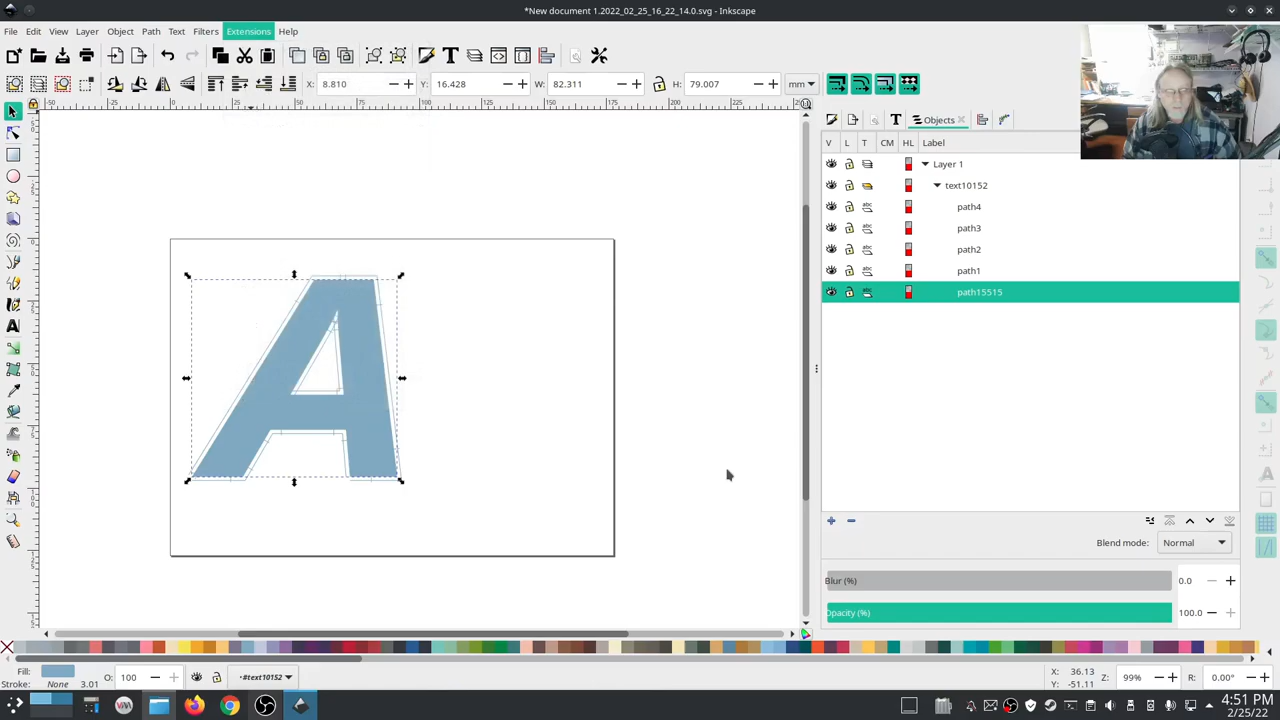 *New document 1.2022_02_25_16_22_14.0.svg - Inkscape
File Edit View Layer Object Path Text Filters Extensions Help
X: 8.810 Y: 16.428 W: 82.311 H: 79.007 mm
Objects
V L T CM HL Label
Layer 1
text10152
path4
path3
path2
path1
path15515
A
Blend mode: Normal
Blur (%) 0.0
Opacity (%) 100.0
Fill:
Stroke: None 3.01
O: 100
•#text10152
X: 36.13
Y: -51.11
Z: 99%
R: 0.00°
4:51 PM
2/25/22